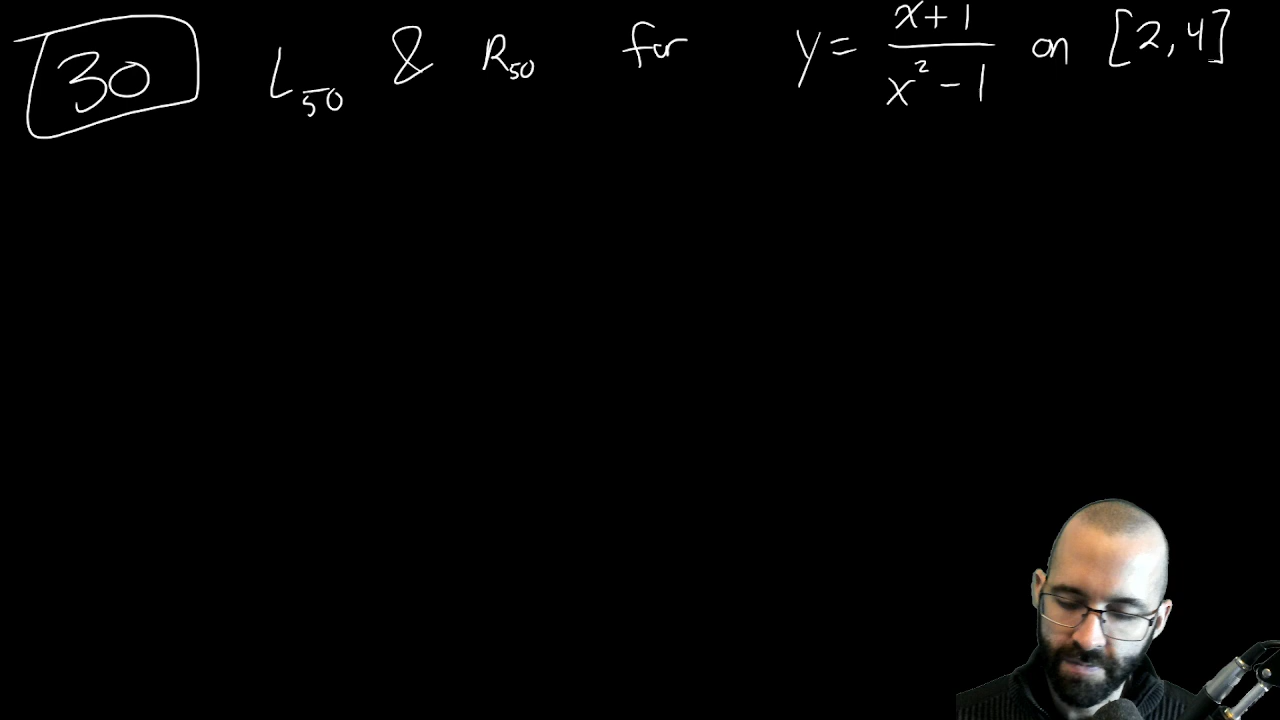 30 L₅₀ & R₅₀ for y = (x+1)/(x²-1) on [2,4]